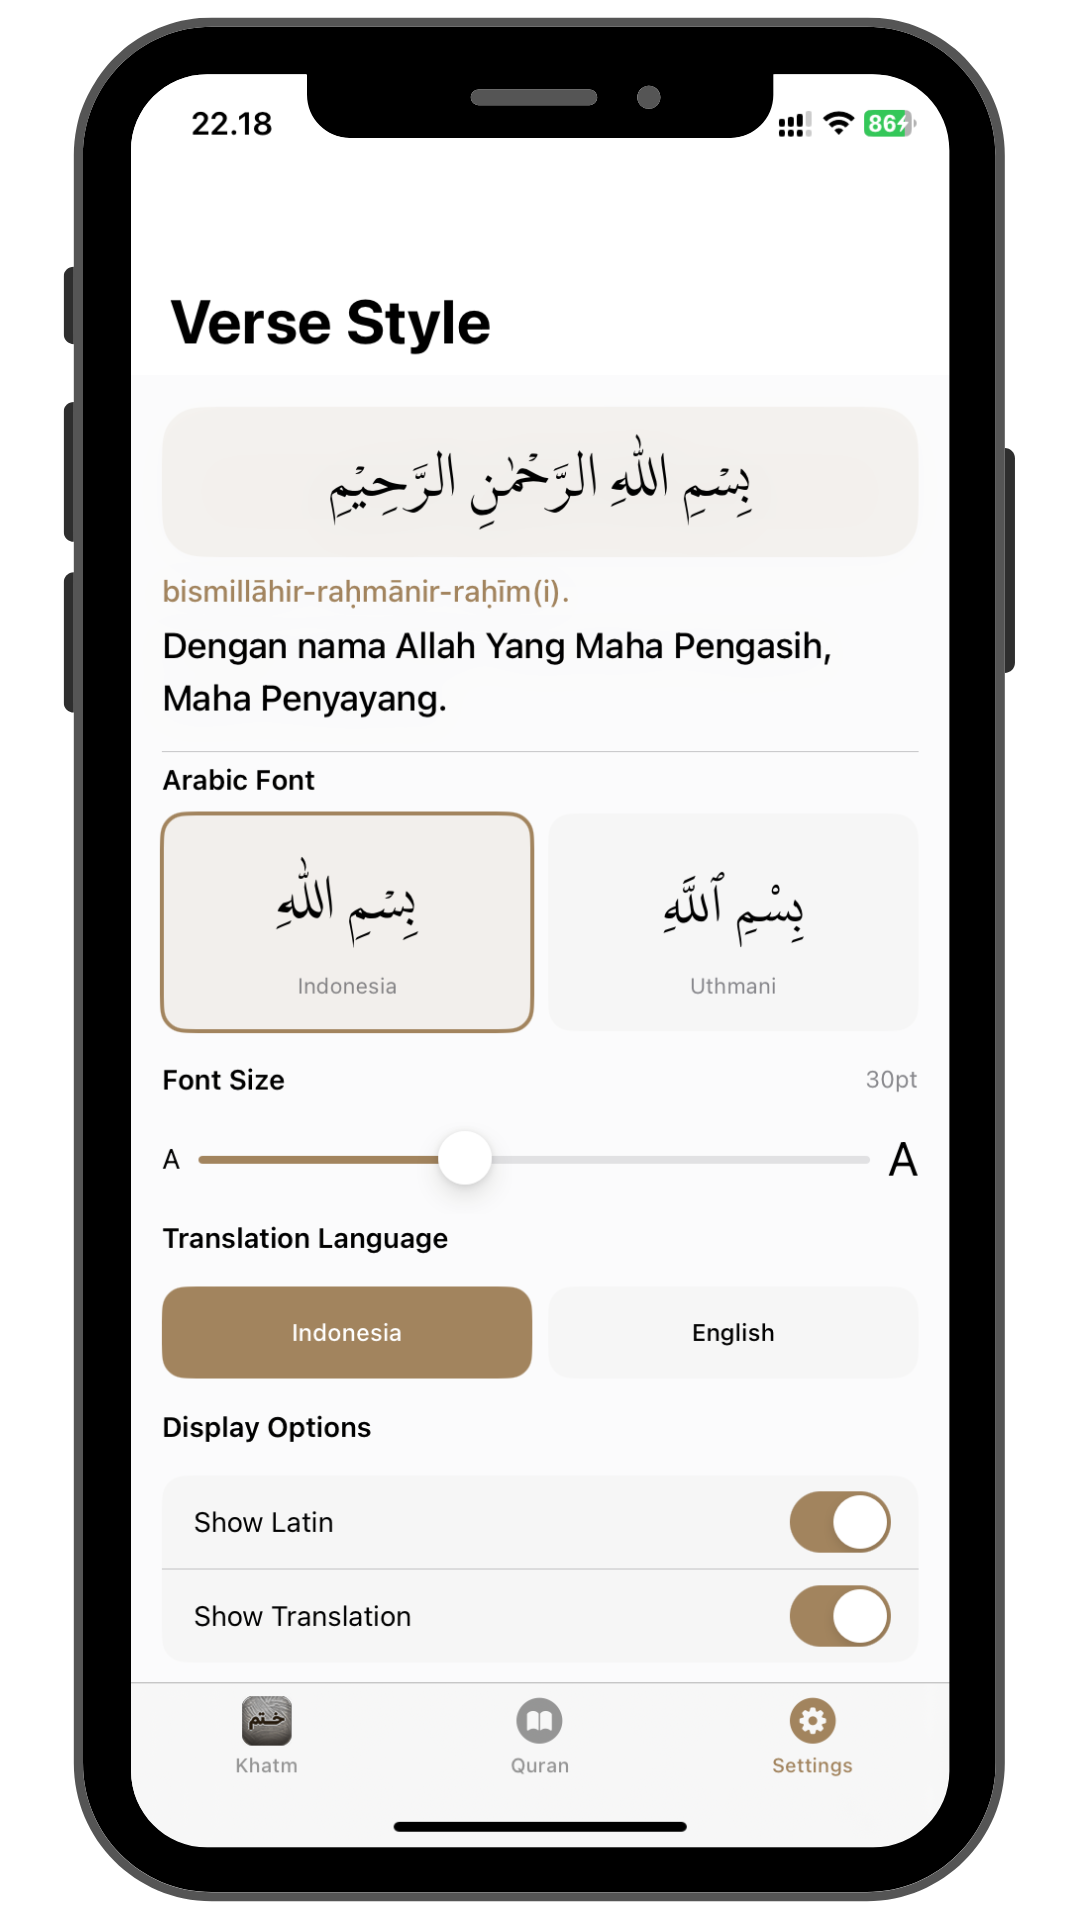 22.18
86
Verse Style
بِسْمِ اللّٰهِ الرَّحْمٰنِ الرَّحِيْمِ
bismillāhir-raḥmānir-raḥīm(i).
Dengan nama Allah Yang Maha Pengasih,
Maha Penyayang.
Arabic Font
بِسْمِ اللّٰهِ
بِسْمِ ٱللَّهِ
Indonesia
Uthmani
Font Size
30pt
A
A
Translation Language
Indonesia
English
Display Options
Show Latin
Show Translation
ختم
Khatm
Quran
Settings